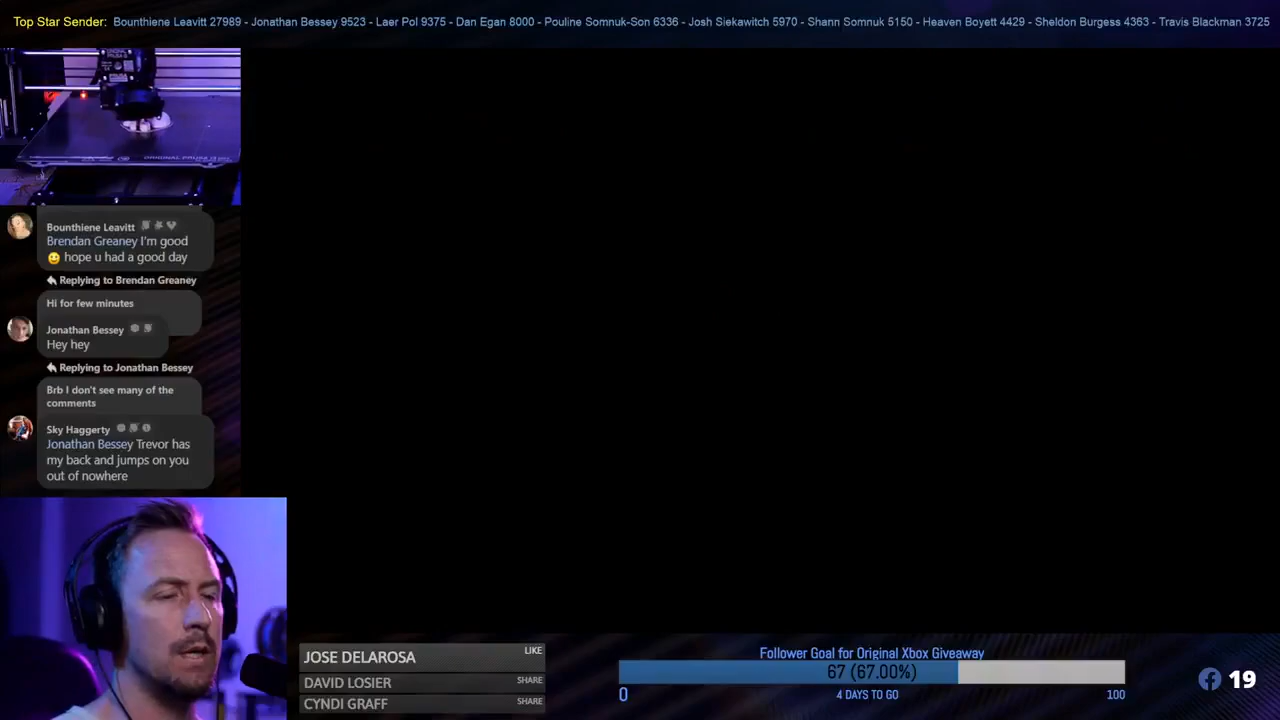 Top Star Sender: Bounthiene Leavitt 27989 - Jonathan Bessey 9523 - Laer Pol 9375 - Dan Egan 8000 - Pouline Somnuk-Son 6336 - Josh Siekawitch 5970 - Shann Somnuk 5150 - Heaven Boyett 4429 - Sheldon Burgess 4363 - Travis Blackman 3725
Bounthiene Leavitt
Brendan Greaney I'm good
hope u had a good day
Replying to Brendan Greaney
Hi for few minutes
Jonathan Bessey
Hey hey
Replying to Jonathan Bessey
Brb I don't see many of the
comments
Sky Haggerty
Jonathan Bessey Trevor has
my back and jumps on you
out of nowhere
JOSE DELAROSA LIKE
DAVID LOSIER SHARE
CYNDI GRAFF SHARE
Follower Goal for Original Xbox Giveaway
67 (67.00%)
0 4 DAYS TO GO 100
19